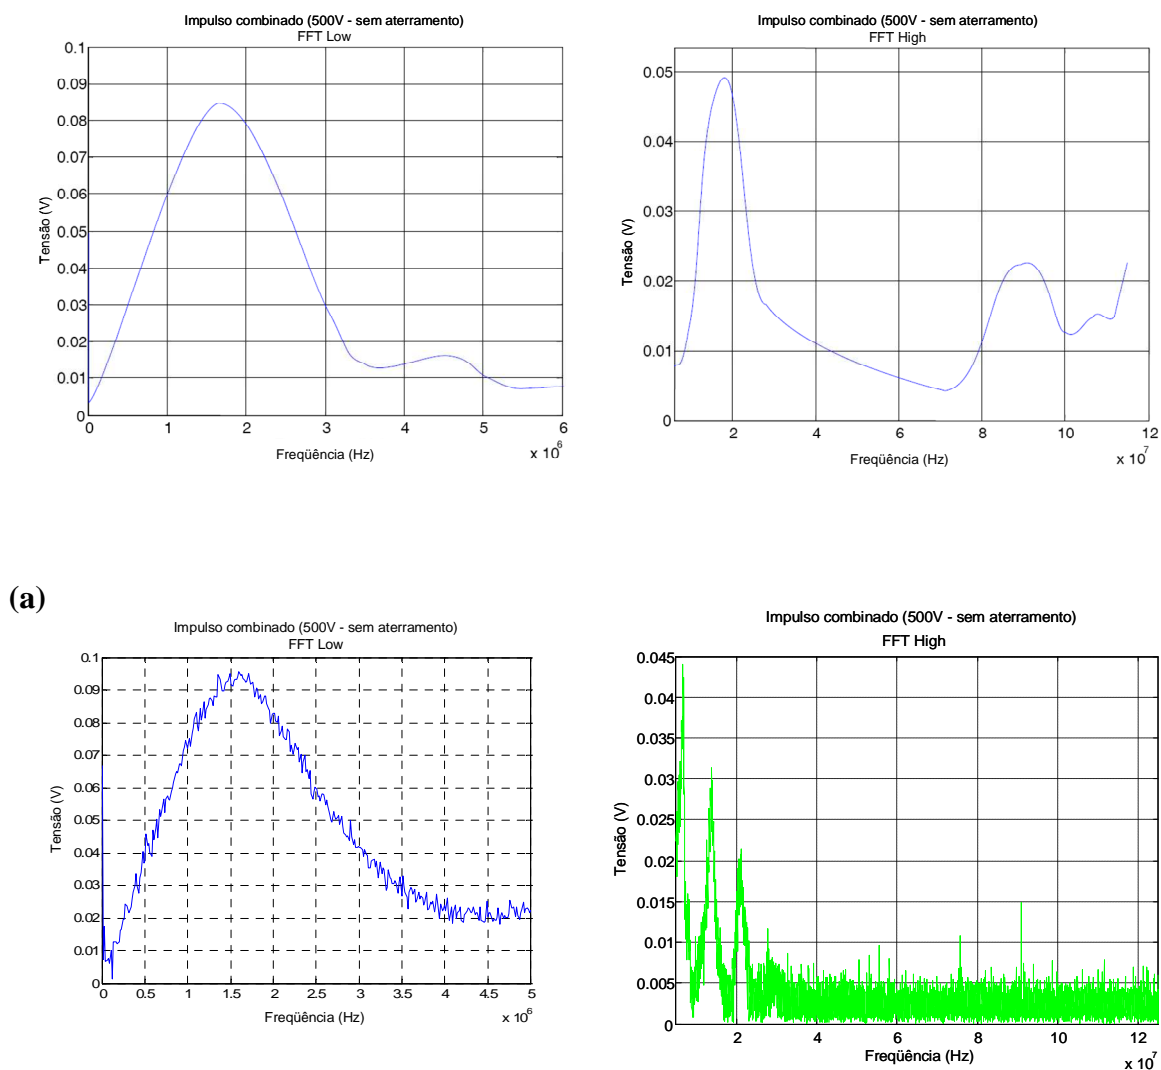 Impulso combinado (500V - sem aterramento)
FFT Low
0.1
0.09
0.08
0.07
0.06
0.05
0.04
0.03
0.02
0.01
0
Tensão (V)
0 1 2 3 4 5 6
Freqüência (Hz)
x 10^6
Impulso combinado (500V - sem aterramento)
FFT High
0.05
0.04
0.03
0.02
0.01
0
Tensão (V)
2 4 6 8 10 12
Freqüência (Hz)
x 10^7
(a)
Impulso combinado (500V - sem aterramento)
FFT Low
0.1
0.09
0.08
0.07
0.06
0.05
0.04
0.03
0.02
0.01
0
Tensão (V)
0 0.5 1 1.5 2 2.5 3 3.5 4 4.5 5
Freqüência (Hz)
x 10^6
Impulso combinado (500V - sem aterramento)
FFT High
0.045
0.04
0.035
0.03
0.025
0.02
0.015
0.01
0.005
0
Tensão (V)
2 4 6 8 10 12
Freqüência (Hz)
x 10^7